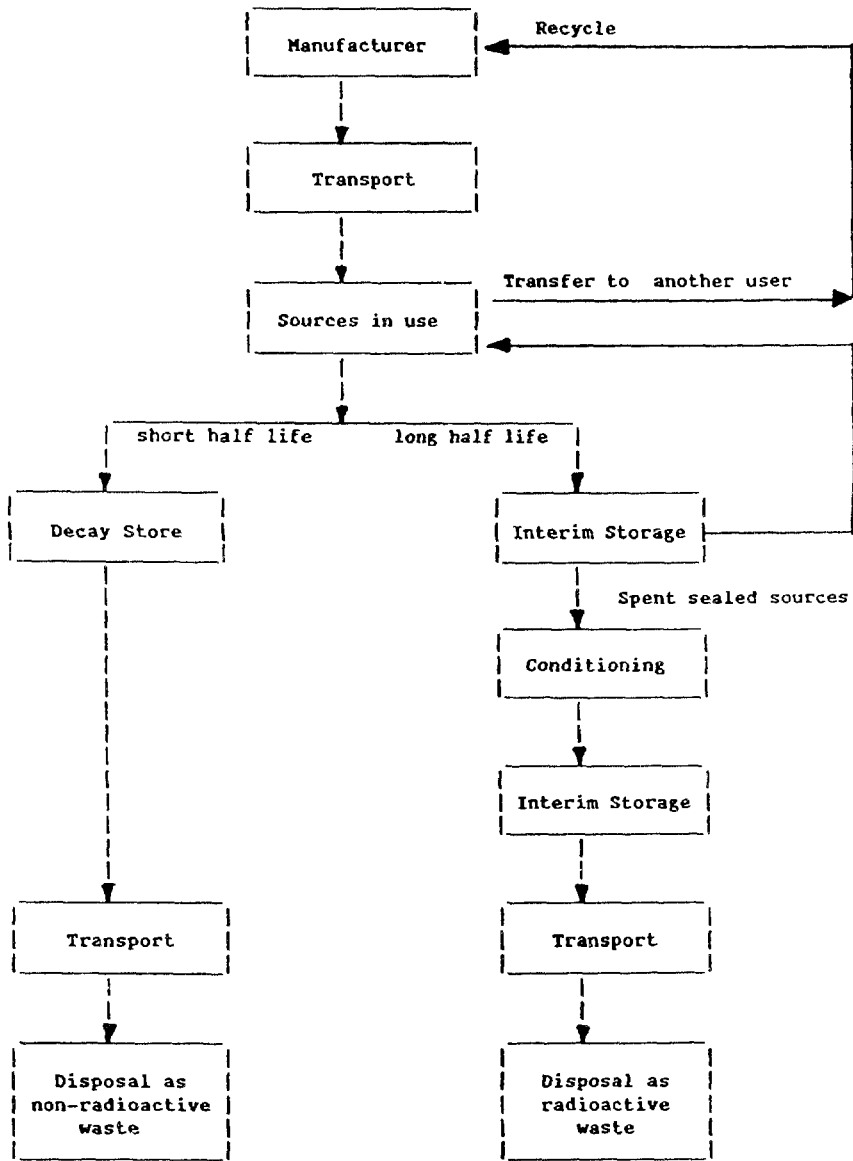 Manufacturer
Recycle
Transport
Transfer to another user
Sources in use
short half life
long half life
Decay Store
Interim Storage
Spent sealed sources
Conditioning
Interim Storage
Transport
Transport
Disposal as
non-radioactive
waste
Disposal as
radioactive
waste